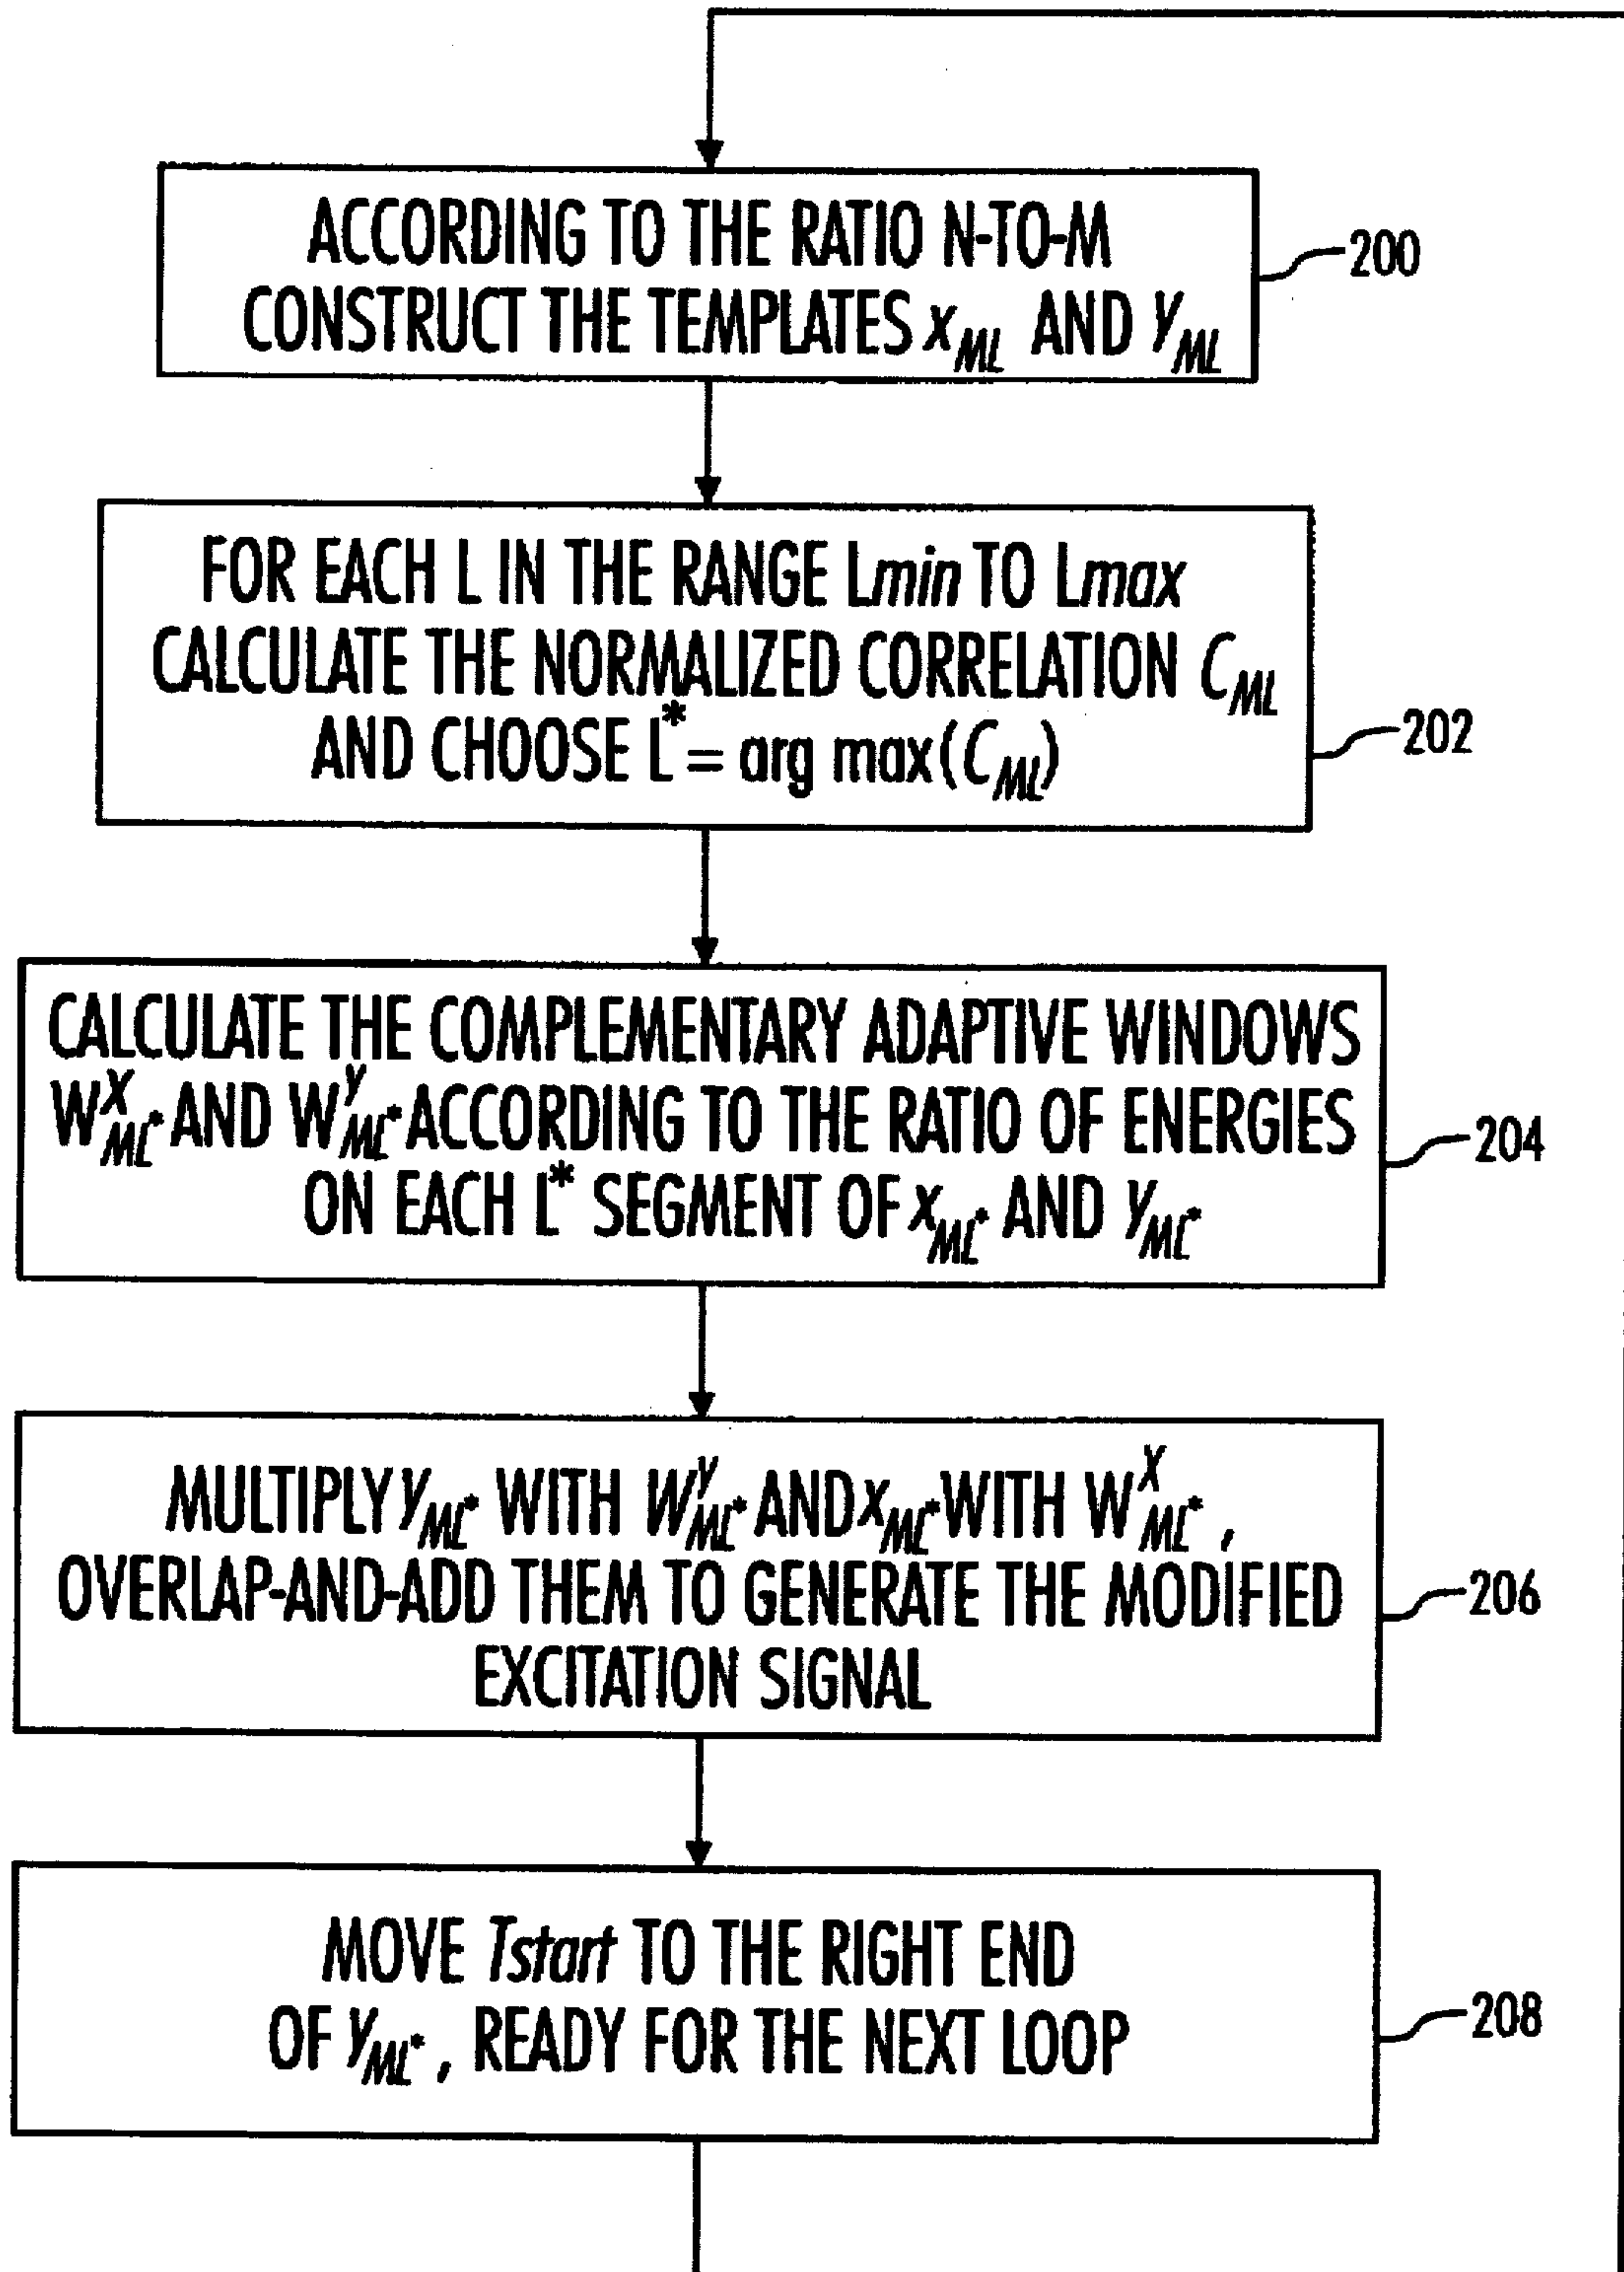 ACCORDING TO THE RATIO N-TO-M
CONSTRUCT THE TEMPLATES x_ML AND y_ML
200
FOR EACH L IN THE RANGE Lmin TO Lmax
CALCULATE THE NORMALIZED CORRELATION C_ML
AND CHOOSE L* = arg max(C_ML)
202
CALCULATE THE COMPLEMENTARY ADAPTIVE WINDOWS
W^x_ML* AND W^y_ML* ACCORDING TO THE RATIO OF ENERGIES
ON EACH L* SEGMENT OF x_ML* AND y_ML*
204
MULTIPLY y_ML* WITH W^y_ML* AND x_ML* WITH W^x_ML*,
OVERLAP-AND-ADD THEM TO GENERATE THE MODIFIED
EXCITATION SIGNAL
206
MOVE Tstart TO THE RIGHT END
OF y_ML*, READY FOR THE NEXT LOOP
208